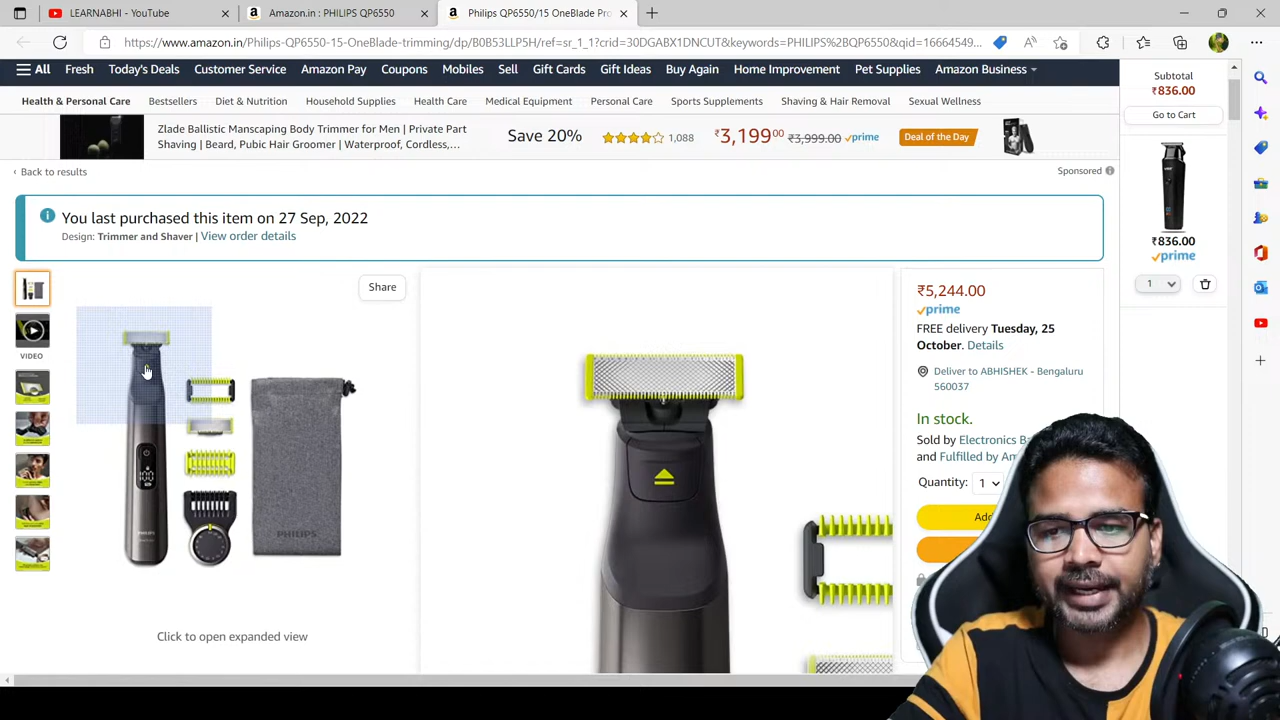 LEARNABHI - YouTube
Amazon.in : PHILIPS QP6550
Philips QP6550/15 OneBlade Pro
https://www.amazon.in/Philips-QP6550-15-OneBlade-trimming/dp/B0B53LLP5H/ref=sr_1_1?crid=30DGABX1DNCUT&keywords=PHILIPS%2BQP6550&qid=16664549...
All Fresh Today's Deals Customer Service Amazon Pay Coupons Mobiles Sell Gift Cards Gift Ideas Buy Again Home Improvement Pet Supplies Amazon Business
Health & Personal Care Bestsellers Diet & Nutrition Household Supplies Health Care Medical Equipment Personal Care Sports Supplements Shaving & Hair Removal Sexual Wellness
Zlade Ballistic Manscaping Body Trimmer for Men | Private Part
Shaving | Beard, Pubic Hair Groomer | Waterproof, Cordless,...
Save 20%
1,088
₹3,199⁰⁰ ₹3,999.00 prime
Deal of the Day
‹ Back to results
Sponsored
You last purchased this item on 27 Sep, 2022
Design: Trimmer and Shaver | View order details
Share
VIDEO
100
PHILIPS
PHILIPS
Click to open expanded view
₹5,244.00
prime
FREE delivery Tuesday, 25
October. Details
Deliver to ABHISHEK - Bengaluru
560037
In stock.
Sold by Electronics Ba
and Fulfilled by Am
Quantity: 1
Add
Subtotal
₹836.00
Go to Cart
₹836.00
prime
1